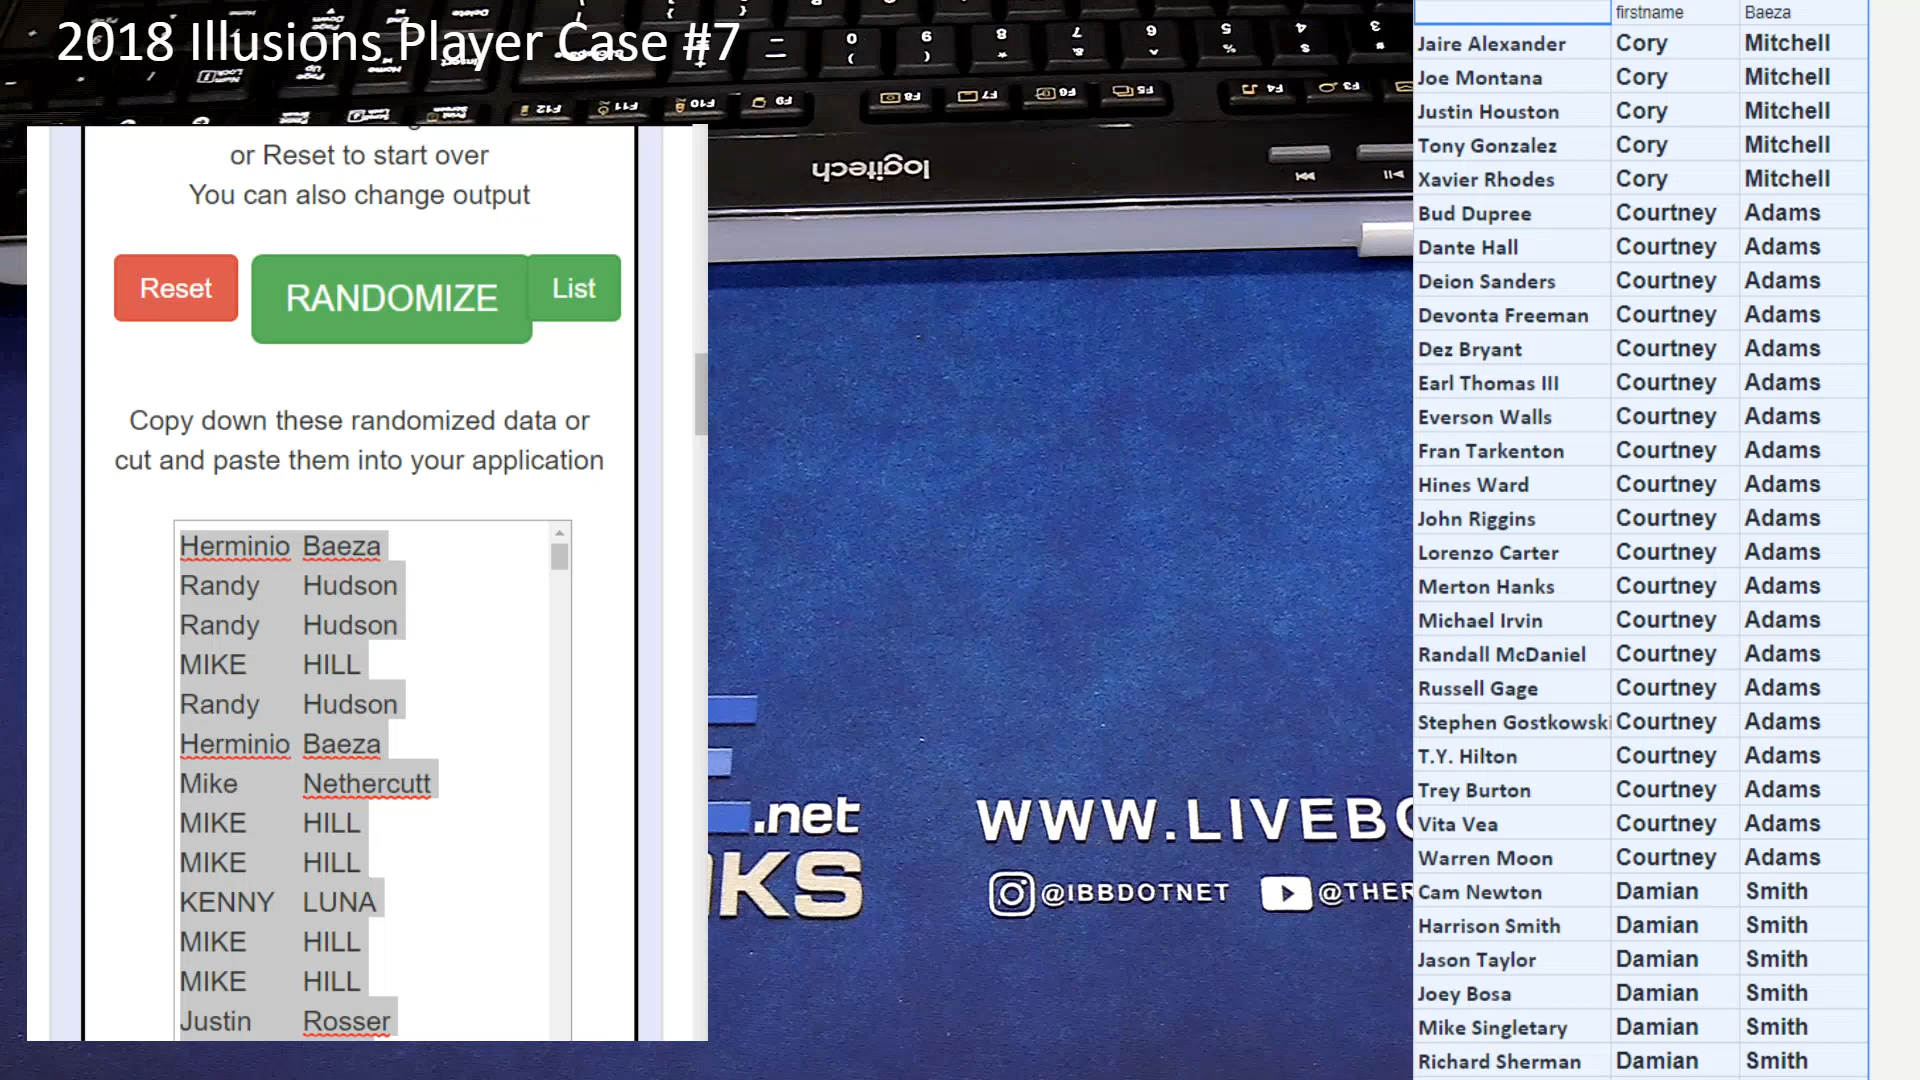 2018 Illusions Player Case #7
or Reset to start over
You can also change output
Reset
RANDOMIZE
List
Copy down these randomized data or
cut and paste them into your application
Herminio Baeza
Randy Hudson
Randy Hudson
MIKE HILL
Randy Hudson
Herminio Baeza
Mike Nethercutt
MIKE HILL
MIKE HILL
KENNY LUNA
MIKE HILL
MIKE HILL
Justin Rosser
logitech
F12
F11
F10
F9
F8
F7
F6
F5
F4
F3
.net
KS
WWW.LIVEB
@IBBDOTNET
@THER
firstname Baeza
Jaire Alexander Cory Mitchell
Joe Montana Cory Mitchell
Justin Houston Cory Mitchell
Tony Gonzalez Cory Mitchell
Xavier Rhodes Cory Mitchell
Bud Dupree Courtney Adams
Dante Hall Courtney Adams
Deion Sanders Courtney Adams
Devonta Freeman Courtney Adams
Dez Bryant Courtney Adams
Earl Thomas III Courtney Adams
Everson Walls Courtney Adams
Fran Tarkenton Courtney Adams
Hines Ward Courtney Adams
John Riggins Courtney Adams
Lorenzo Carter Courtney Adams
Merton Hanks Courtney Adams
Michael Irvin Courtney Adams
Randall McDaniel Courtney Adams
Russell Gage Courtney Adams
Stephen Gostkowski Courtney Adams
T.Y. Hilton Courtney Adams
Trey Burton Courtney Adams
Vita Vea Courtney Adams
Warren Moon Courtney Adams
Cam Newton Damian Smith
Harrison Smith Damian Smith
Jason Taylor Damian Smith
Joey Bosa Damian Smith
Mike Singletary Damian Smith
Richard Sherman Damian Smith